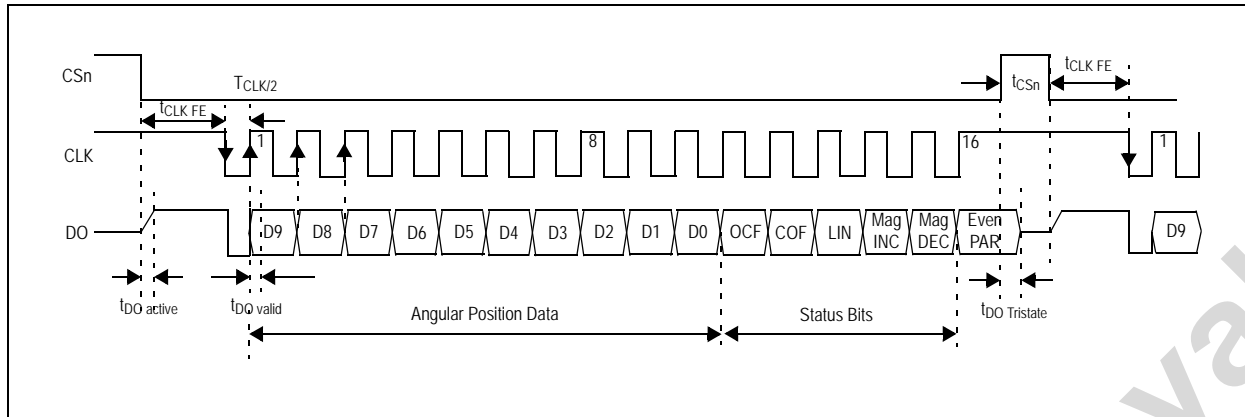 CSn
tCLK FE
TCLK/2
tCSn
tCLK FE
CLK
1
8
16
1
DO
D9 D8 D7 D6 D5 D4 D3 D2 D1 D0 OCF COF LIN Mag INC Mag DEC Even PAR D9
tDO active
tDO valid
Angular Position Data
Status Bits
tDO Tristate